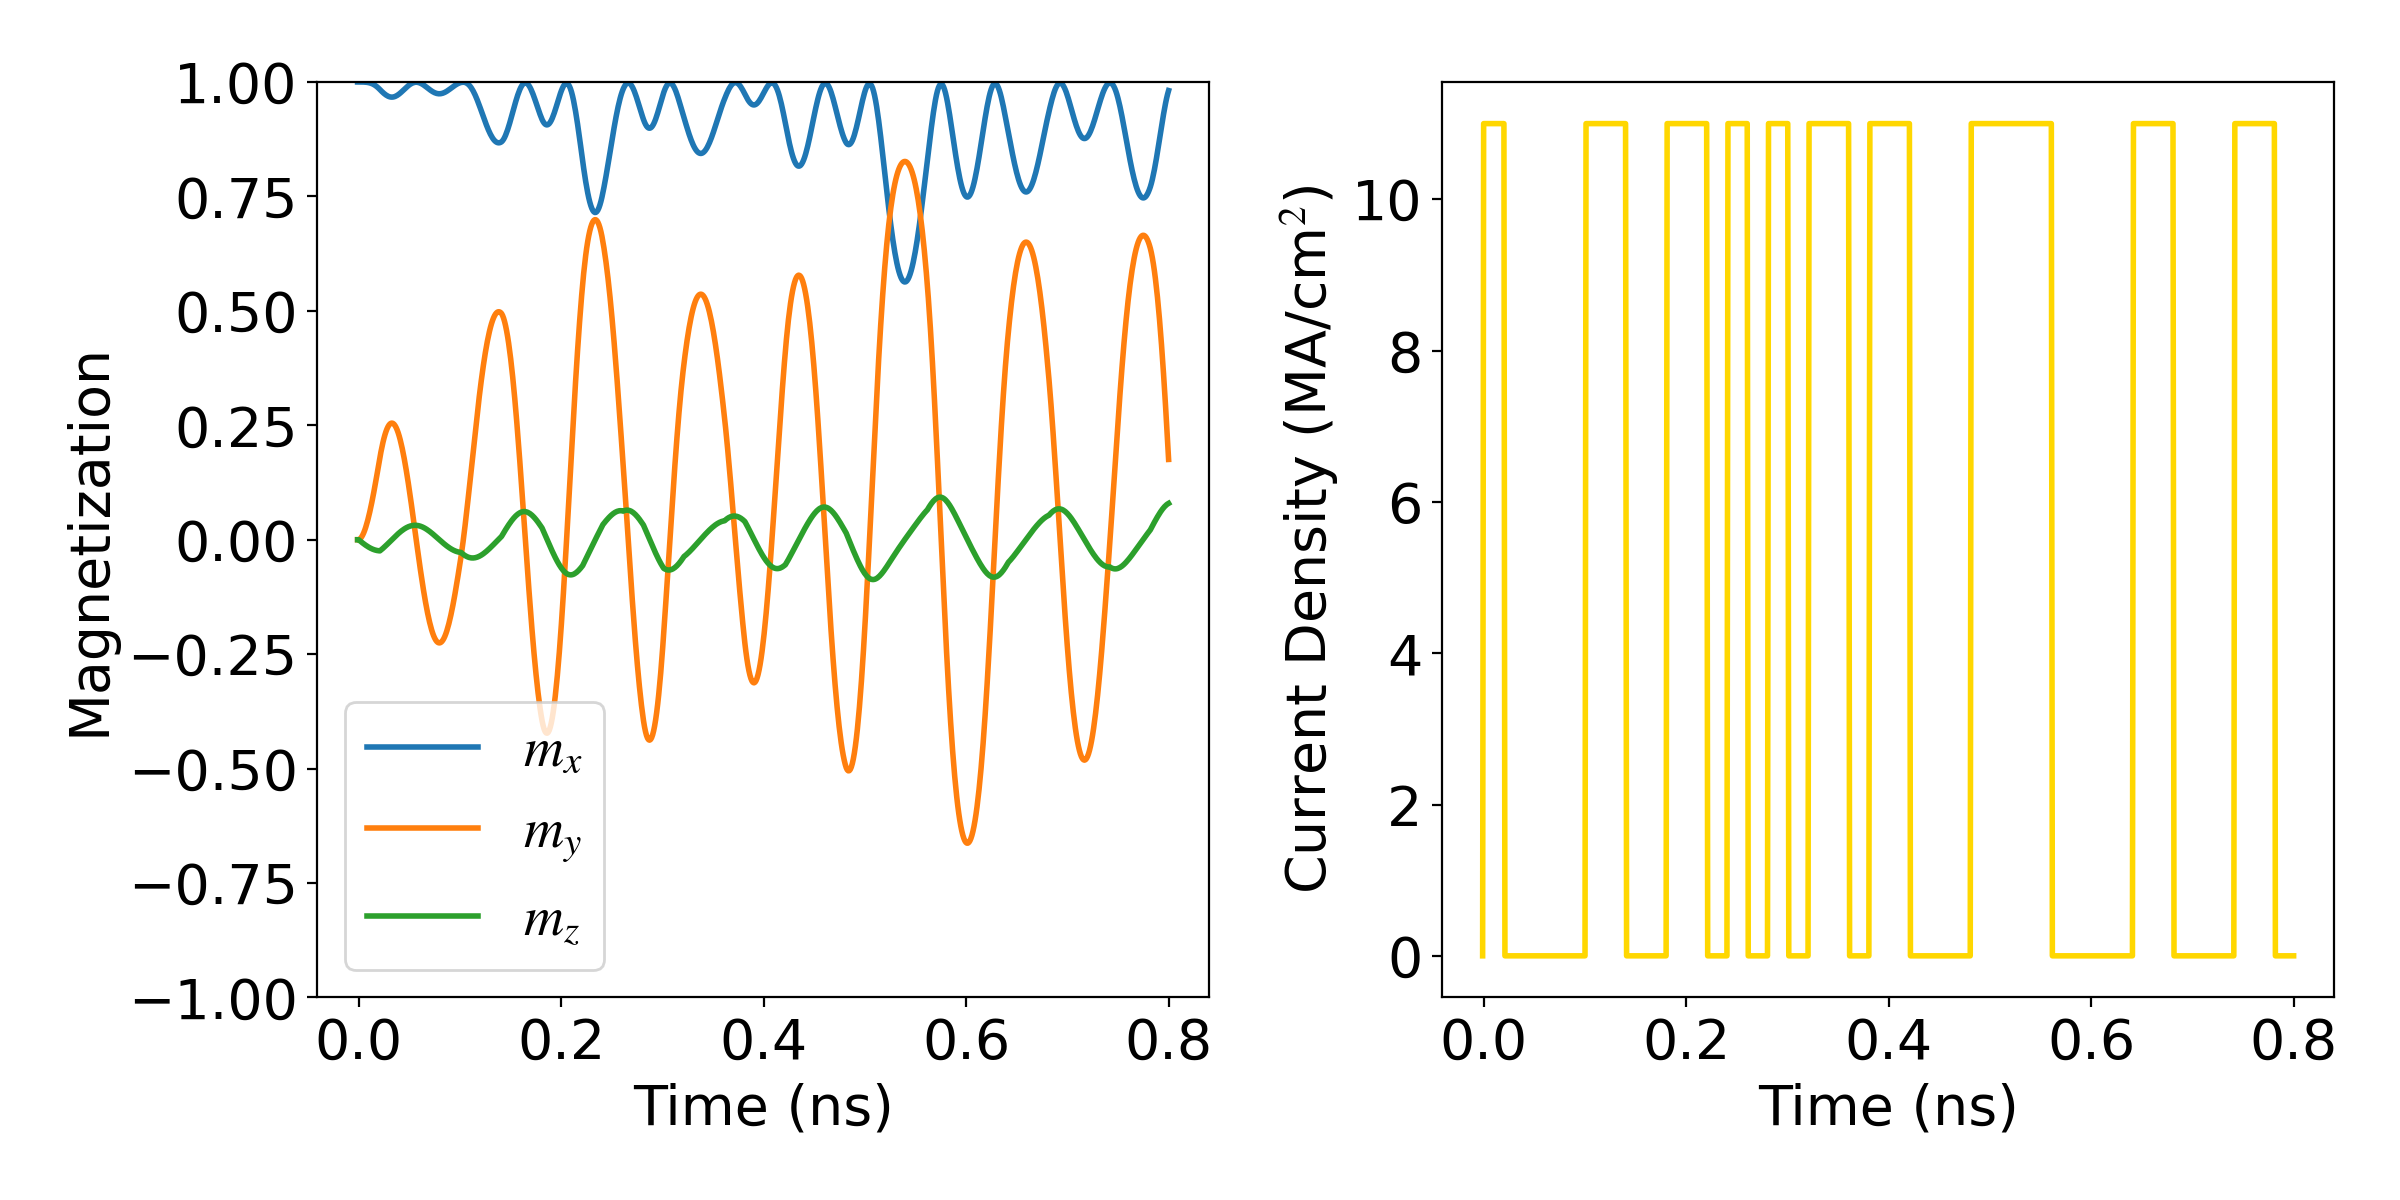 1.00
0.75
0.50
0.25
0.00
−0.25
−0.50
−0.75
−1.00
Magnetization
0.0 0.2 0.4 0.6 0.8
Time (ns)
m_x
m_y
m_z
10
8
6
4
2
0
Current Density (MA/cm²)
0.0 0.2 0.4 0.6 0.8
Time (ns)